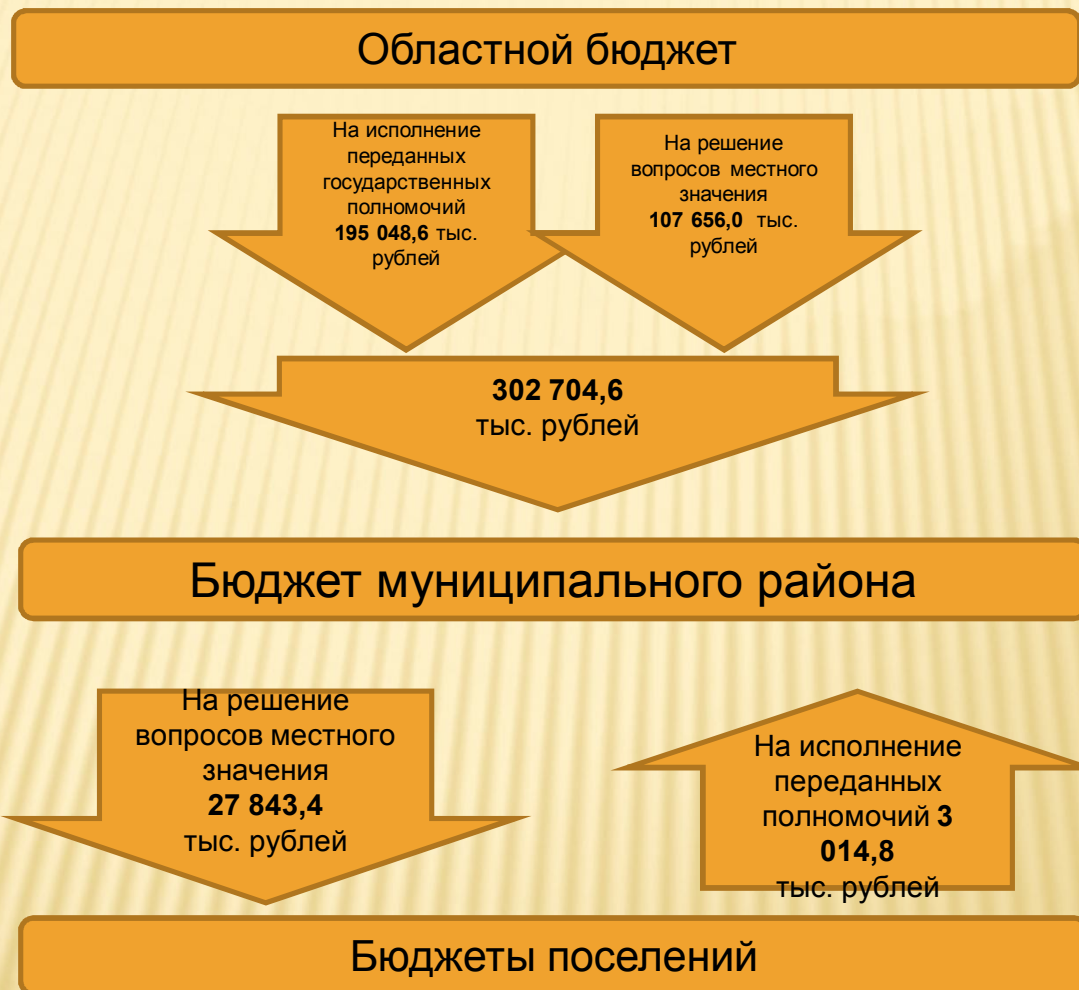 Областной бюджет
На исполнение
переданных
государственных
полномочий
195 048,6 тыс.
рублей
На решение
вопросов местного
значения
107 656,0 тыс.
рублей
302 704,6
тыс. рублей
Бюджет муниципального района
На решение
вопросов местного
значения
27 843,4
тыс. рублей
На исполнение
переданных
полномочий 3
014,8
тыс. рублей
Бюджеты поселений